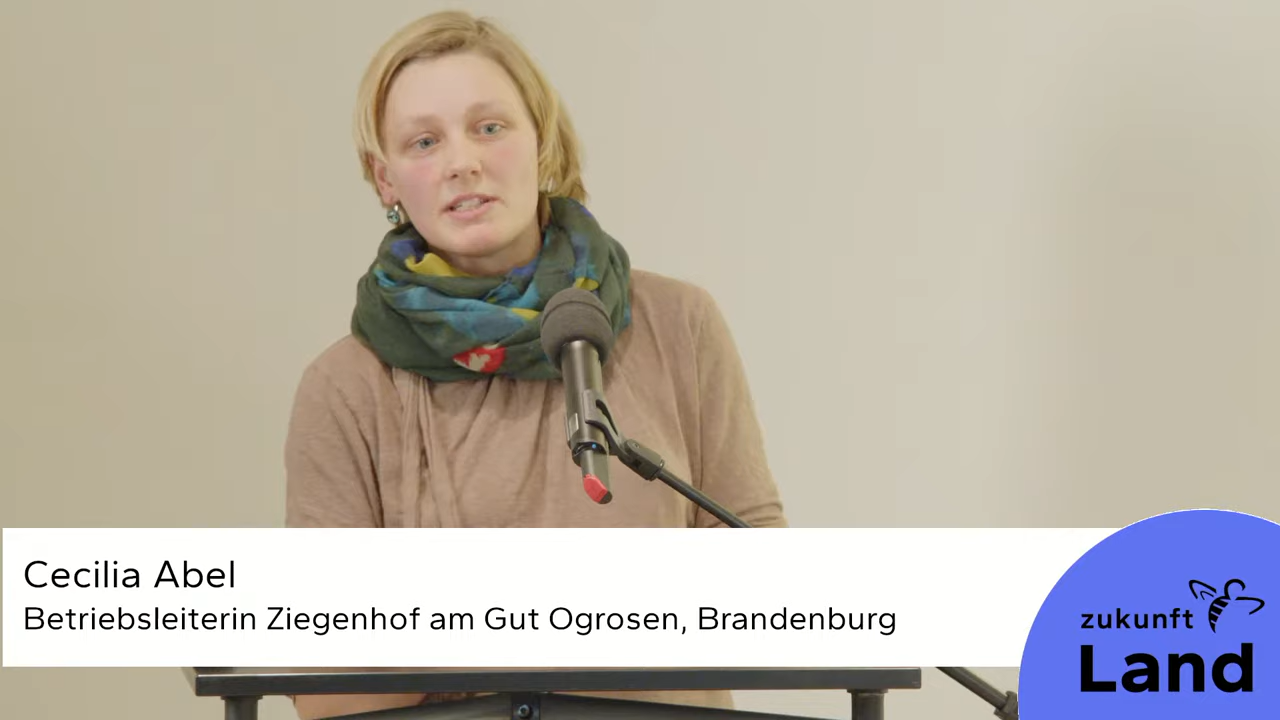 Cecilia Abel
Betriebsleiterin Ziegenhof am Gut Ogrosen, Brandenburg
zukunft
Land